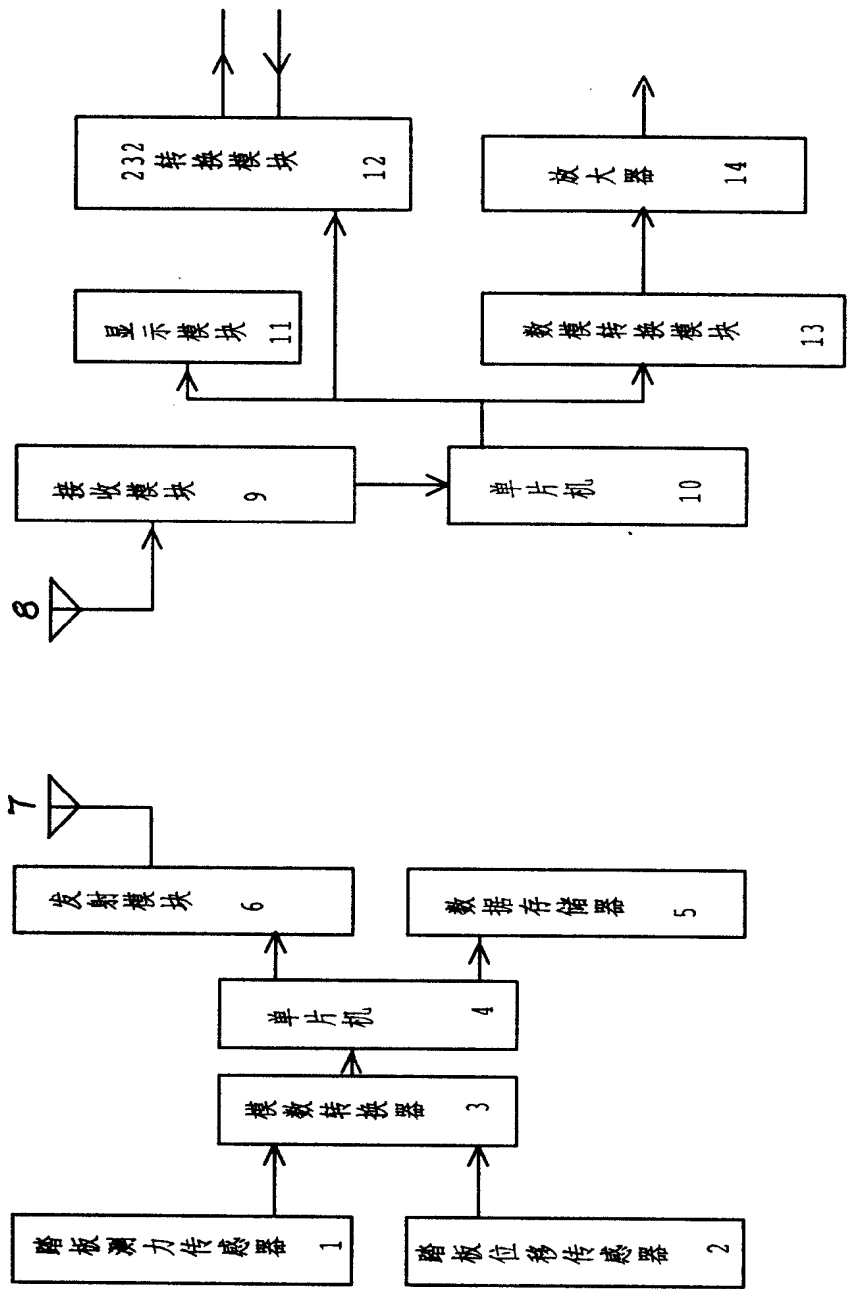 踏板测力传感器 1
踏板位移传感器 2
模数转换器 3
单片机 4
发射模块 6
数据存储器 5
7
8
接收模块 9
单片机 10
显示模块 11
232转换模块 12
数模转换模块 13
放大器 14